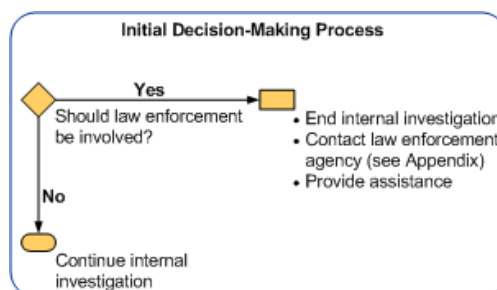 Initial Decision-Making Process
Yes
Should law enforcement
be involved?
• End internal investigation
• Contact law enforcement
agency (see Appendix)
• Provide assistance
No
Continue internal
investigation